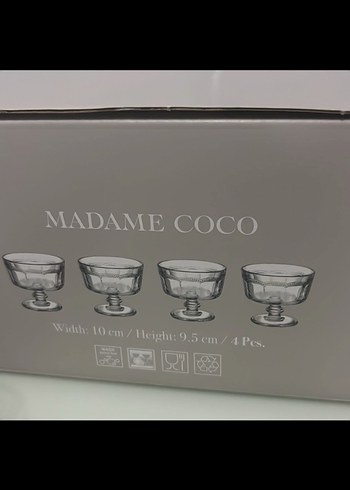 MADAME COCO
Width: 10 cm / Height: 9,5 cm / 4 Pcs.